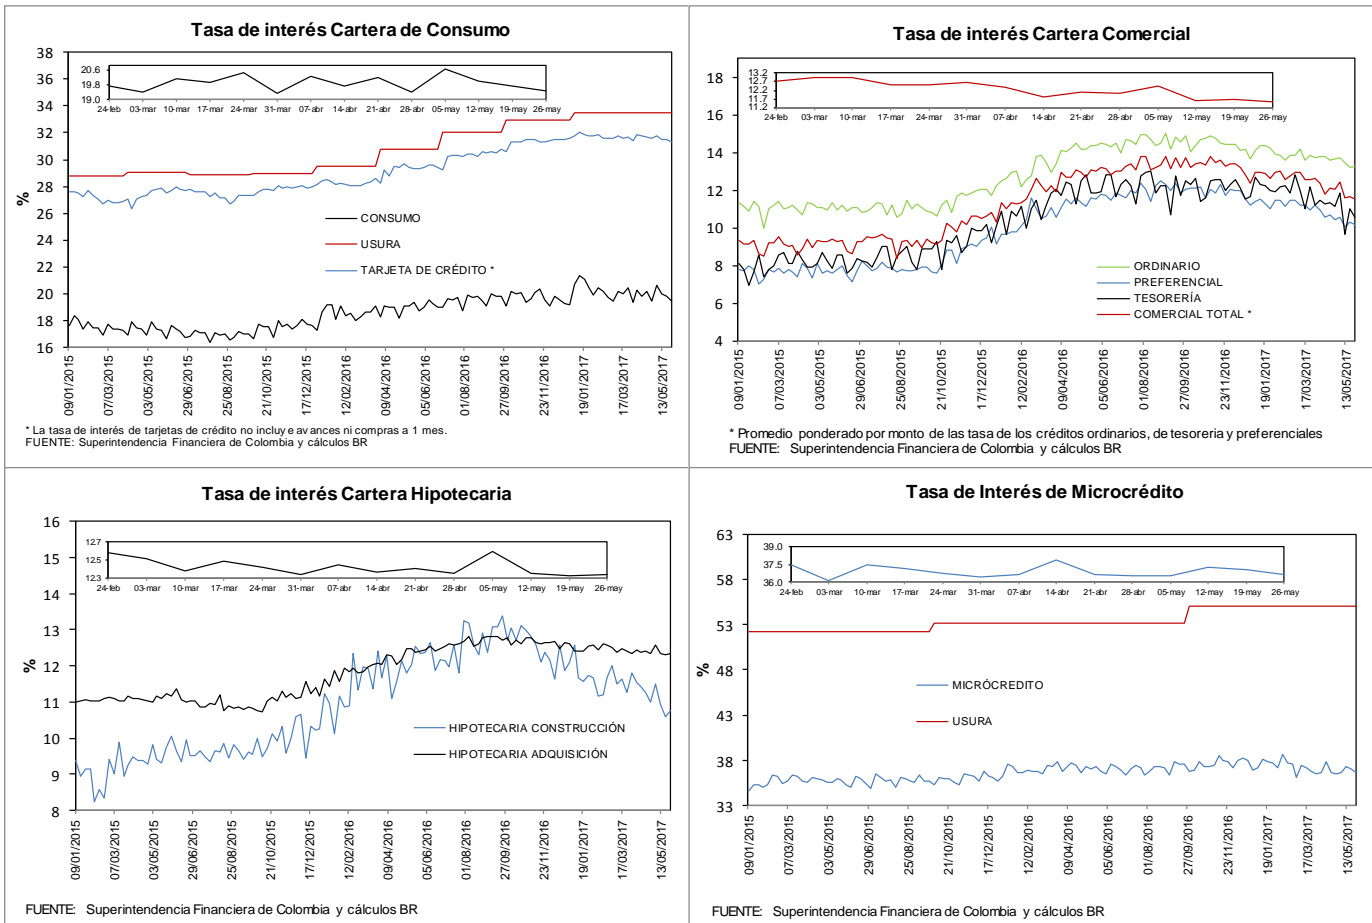 Tasa de interés Cartera de Consumo
38
36
34
32
30
28
26
24
22
20
18
16
%
20.6
19.8
19.0
24-feb 03-mar 10-mar 17-mar 24-mar 31-mar 07-abr 14-abr 21-abr 28-abr 05-may 12-may 19-may 26-may
CONSUMO
USURA
TARJETA DE CRÉDITO *
09/01/2015 07/03/2015 03/05/2015 29/06/2015 25/08/2015 21/10/2015 17/12/2015 12/02/2016 09/04/2016 05/06/2016 01/08/2016 27/09/2016 23/11/2016 19/01/2017 17/03/2017 13/05/2017
* La tasa de interés de tarjetas de crédito no incluye avances ni compras a 1 mes.
FUENTE: Superintendencia Financiera de Colombia y cálculos BR
Tasa de interés Cartera Comercial
18
16
14
12
10
8
6
4
13.2
12.7
12.2
11.7
11.2
24-feb 03-mar 10-mar 17-mar 24-mar 31-mar 07-abr 14-abr 21-abr 28-abr 05-may 12-may 19-may 26-may
ORDINARIO
PREFERENCIAL
TESORERÍA
COMERCIAL TOTAL *
09/01/2015 07/03/2015 03/05/2015 29/06/2015 25/08/2015 21/10/2015 17/12/2015 12/02/2016 09/04/2016 05/06/2016 01/08/2016 27/09/2016 23/11/2016 19/01/2017 17/03/2017 13/05/2017
* Promedio ponderado por monto de las tasa de los créditos ordinarios, de tesoreria y preferenciales
FUENTE: Superintendencia Financiera de Colombia y cálculos BR
Tasa de interés Cartera Hipotecaria
16
15
14
13
12
11
10
9
8
%
12.7
12.5
12.3
24-feb 03-mar 10-mar 17-mar 24-mar 31-mar 07-abr 14-abr 21-abr 28-abr 05-may 12-may 19-may 26-may
HIPOTECARIA CONSTRUCCIÓN
HIPOTECARIA ADQUISICIÓN
09/01/2015 07/03/2015 03/05/2015 29/06/2015 25/08/2015 21/10/2015 17/12/2015 12/02/2016 09/04/2016 05/06/2016 01/08/2016 27/09/2016 23/11/2016 19/01/2017 17/03/2017 13/05/2017
FUENTE: Superintendencia Financiera de Colombia y cálculos BR
Tasa de Interés de Microcrédito
63
58
53
48
43
38
33
%
39.0
37.5
36.0
24-feb 03-mar 10-mar 17-mar 24-mar 31-mar 07-abr 14-abr 21-abr 28-abr 05-may 12-may 19-may 26-may
MICRÓCREDITO
USURA
09/01/2015 07/03/2015 03/05/2015 29/06/2015 25/08/2015 21/10/2015 17/12/2015 12/02/2016 09/04/2016 05/06/2016 01/08/2016 27/09/2016 23/11/2016 19/01/2017 17/03/2017 13/05/2017
FUENTE: Superintendencia Financiera de Colombia y cálculos BR